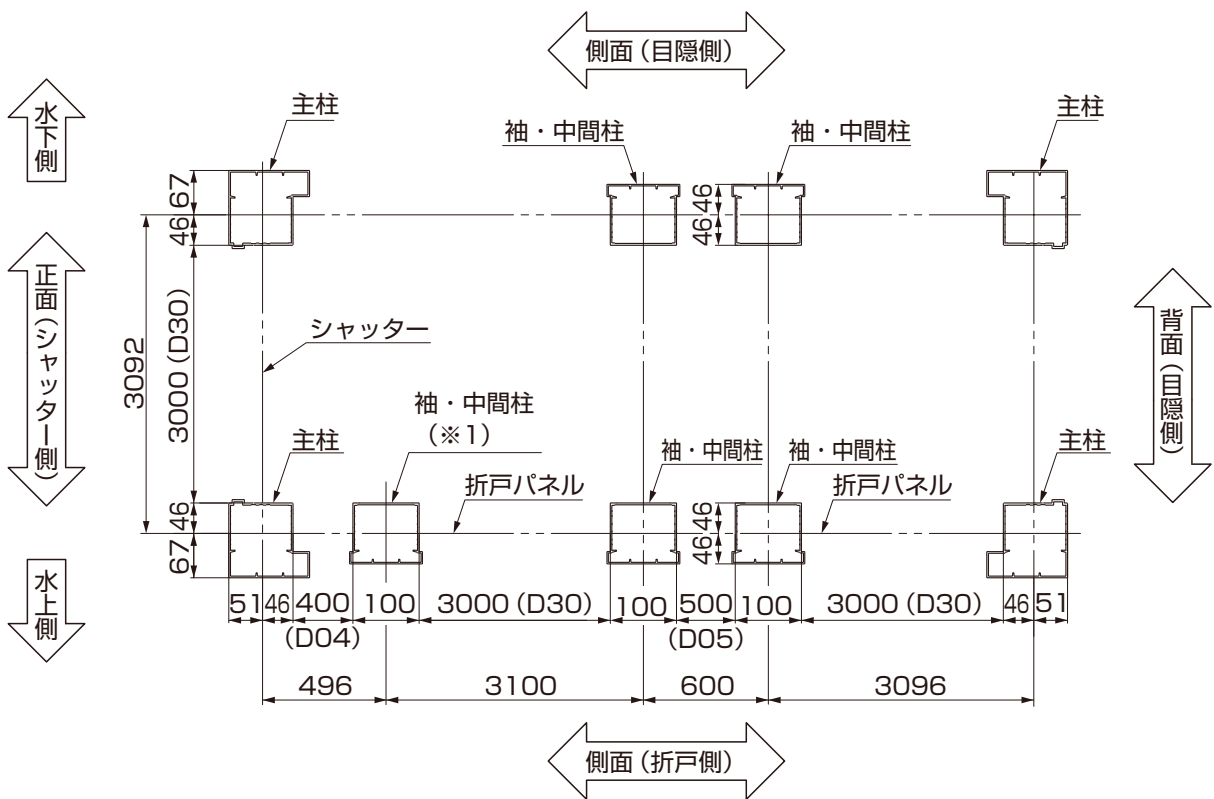 側面（目隠側）
水下側
主柱
袖・中間柱
袖・中間柱
主柱
67
46
46
46
46
46
正面（シャッター側）
3092
3000（D30）
シャッター
背面（目隠側）
袖・中間柱
（※1）
主柱
折戸パネル
袖・中間柱
袖・中間柱
折戸パネル
主柱
46
67
46
46
水上側
51
46
400
100
3000（D30）
100
500
100
3000（D30）
46
51
（D04）
（D05）
496
3100
600
3096
側面（折戸側）